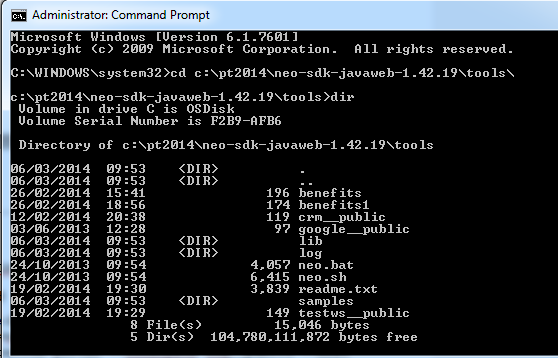 Administrator: Command Prompt
Microsoft Windows [Version 6.1.7601]
Copyright (c) 2009 Microsoft Corporation.  All rights reserved.
C:\WINDOWS\system32>cd c:\pt2014\neo-sdk-javaweb-1.42.19\tools\
c:\pt2014\neo-sdk-javaweb-1.42.19\tools>dir
 Volume in drive C is OSDisk
 Volume Serial Number is F2B9-AFB6
 Directory of c:\pt2014\neo-sdk-javaweb-1.42.19\tools
06/03/2014  09:53    <DIR>          .
06/03/2014  09:53    <DIR>          ..
26/02/2014  15:41               196 benefits
26/02/2014  18:56               174 benefits1
12/02/2014  20:38               119 crm__public
03/06/2013  12:28                97 google__public
06/03/2014  09:53    <DIR>          lib
06/03/2014  09:53    <DIR>          log
24/10/2013  09:54             4,057 neo.bat
24/10/2013  09:54             6,415 neo.sh
19/02/2014  19:30             3,839 readme.txt
06/03/2014  09:53    <DIR>          samples
19/02/2014  19:29               149 testws__public
               8 File(s)         15,046 bytes
               5 Dir(s)  104,780,111,872 bytes free